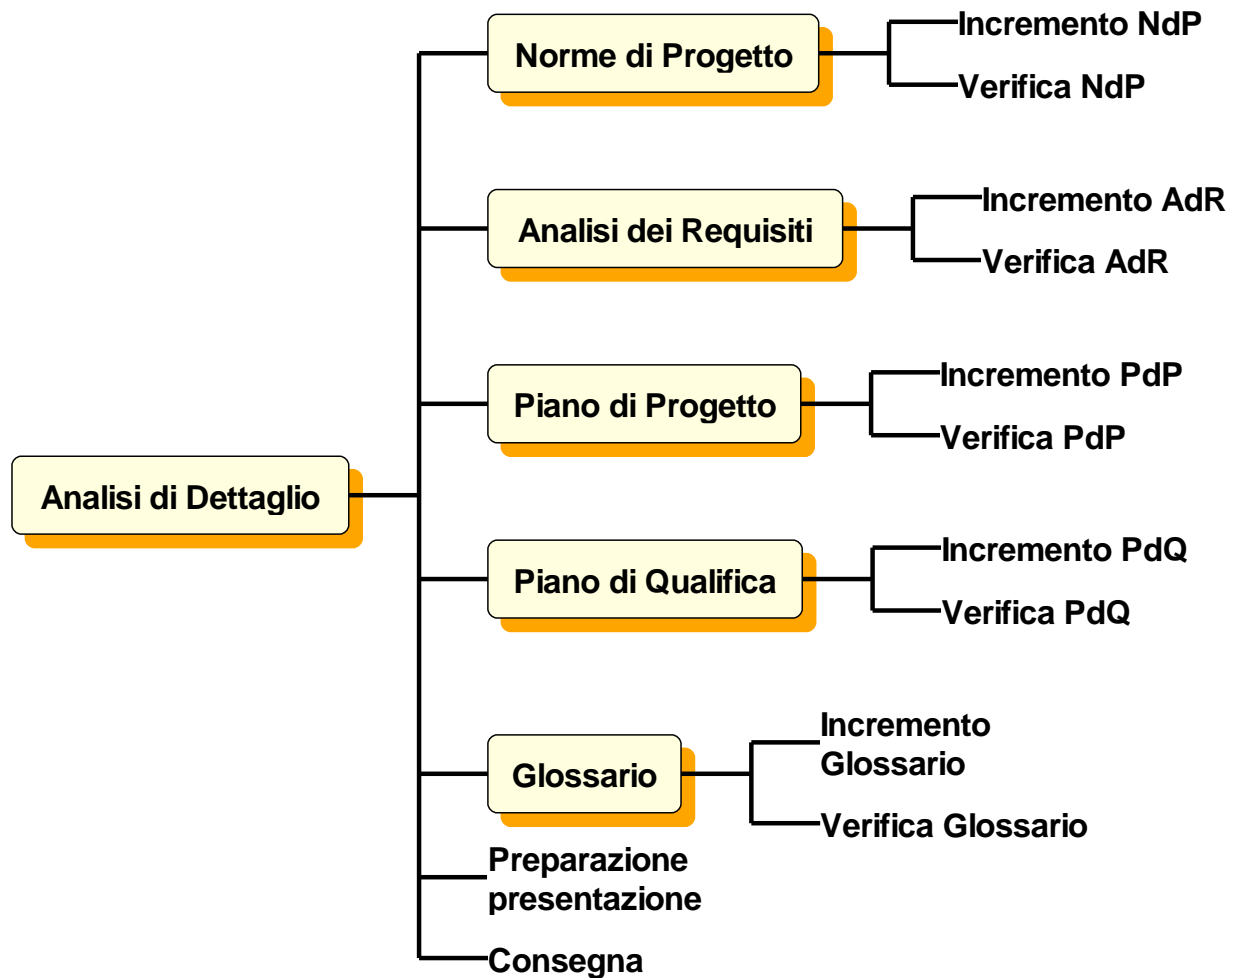 Analisi di Dettaglio
Norme di Progetto
Incremento NdP
Verifica NdP
Analisi dei Requisiti
Incremento AdR
Verifica AdR
Piano di Progetto
Incremento PdP
Verifica PdP
Piano di Qualifica
Incremento PdQ
Verifica PdQ
Glossario
Incremento
Glossario
Verifica Glossario
Preparazione
presentazione
Consegna